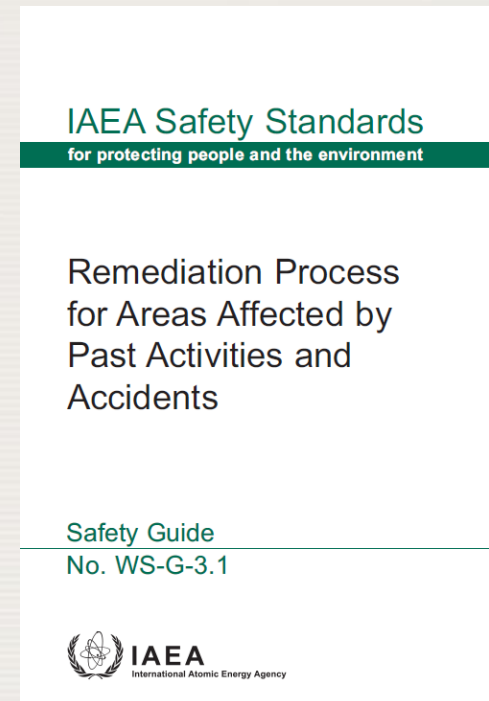 IAEA Safety Standards
for protecting people and the environment
Remediation Process
for Areas Affected by
Past Activities and
Accidents
Safety Guide
No. WS-G-3.1
IAEA
International Atomic Energy Agency